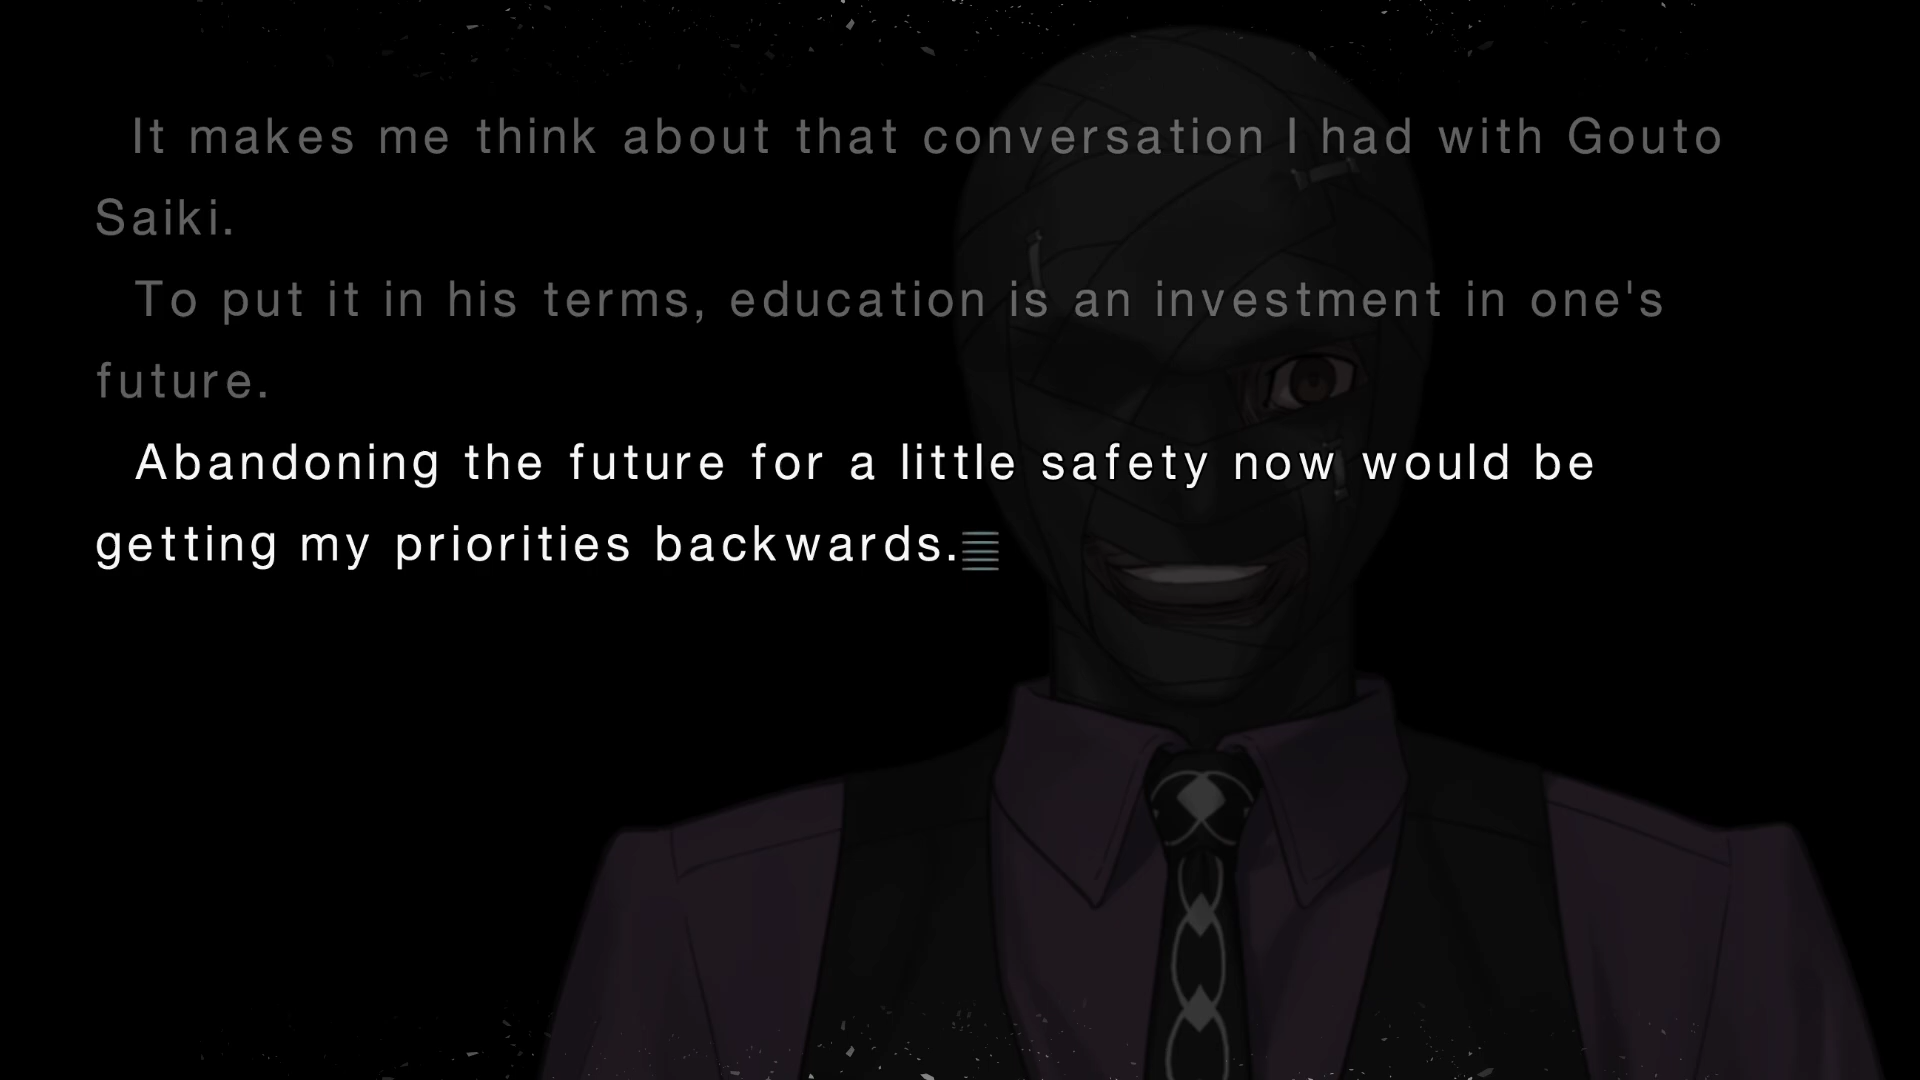 It makes me think about that conversation I had with Gouto
Saiki.
To put it in his terms, education is an investment in one's
future.
Abandoning the future for a little safety now would be
getting my priorities backwards.